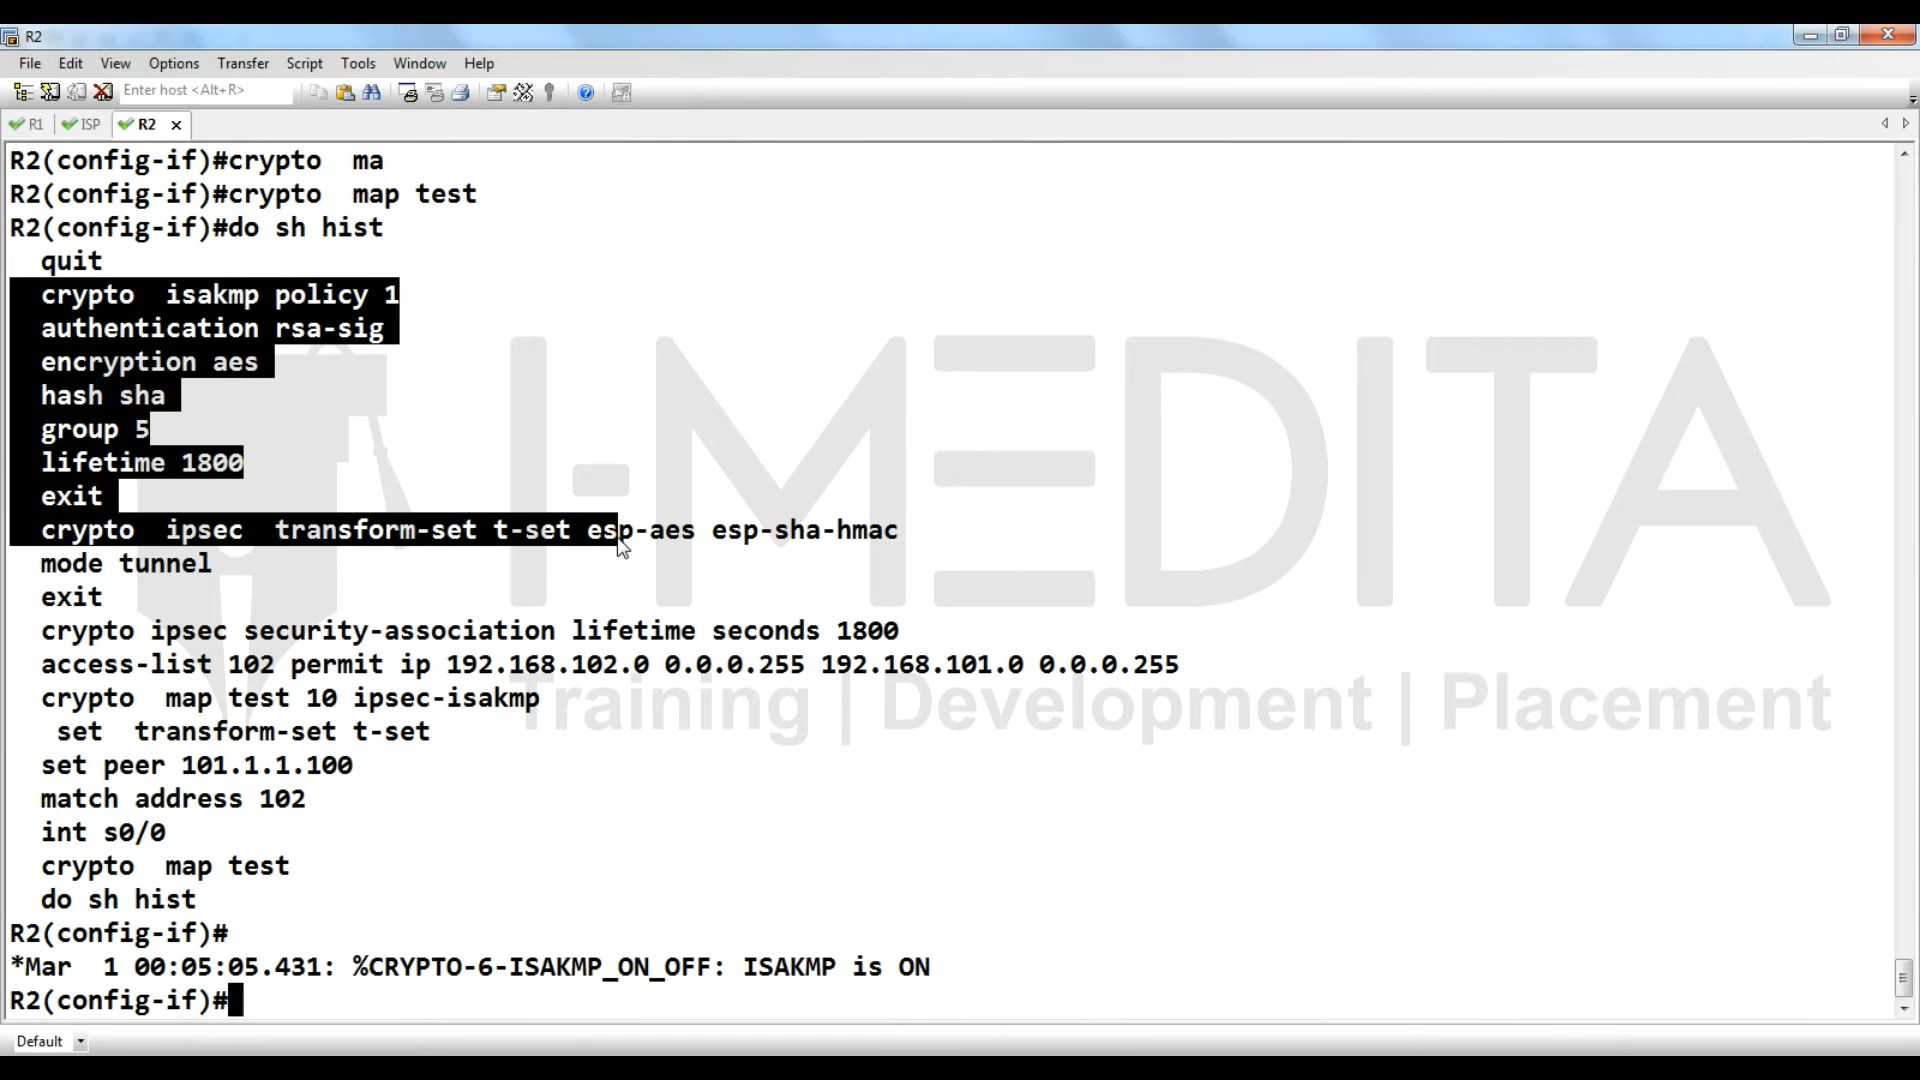 R2
File Edit View Options Transfer Script Tools Window Help
Enter host <Alt+R>
R1 ISP R2
R2(config-if)#crypto  ma
R2(config-if)#crypto  map test
R2(config-if)#do sh hist
  quit
  crypto  isakmp policy 1
  authentication rsa-sig
  encryption aes
  hash sha
  group 5
  lifetime 1800
  exit
  crypto  ipsec  transform-set t-set esp-aes esp-sha-hmac
  mode tunnel
  exit
  crypto ipsec security-association lifetime seconds 1800
  access-list 102 permit ip 192.168.102.0 0.0.0.255 192.168.101.0 0.0.0.255
  crypto  map test 10 ipsec-isakmp
   set  transform-set t-set
  set peer 101.1.1.100
  match address 102
  int s0/0
  crypto  map test
  do sh hist
R2(config-if)#
*Mar  1 00:05:05.431: %CRYPTO-6-ISAKMP_ON_OFF: ISAKMP is ON
R2(config-if)#
I-MEDITA
Training | Development | Placement
Default